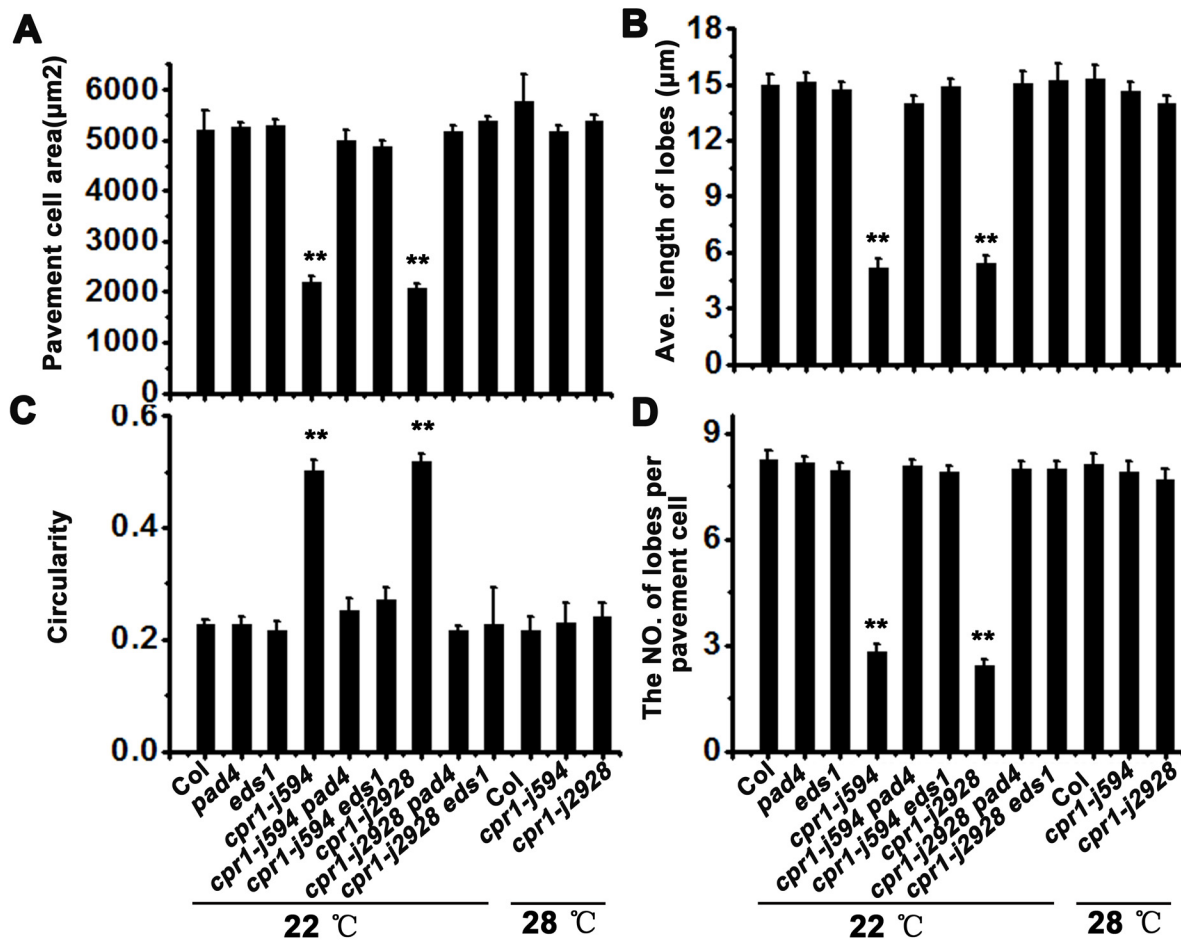 A
Pavement cell area(µm2)
6000
5000
4000
3000
2000
1000
0
**
**
B
Ave. length of lobes (µm)
18
15
12
9
6
3
0
**
**
C
Circularity
0.6
0.4
0.2
0.0
**
**
Col
pad4
eds1
cpr1-j594
cpr1-j594 pad4
cpr1-j594 eds1
cpr1-j2928
cpr1-j2928 pad4
cpr1-j2928 eds1
Col
cpr1-j594
cpr1-j2928
22 ℃
28 ℃
D
The NO. of lobes per
pavement cell
9
6
3
0
**
**
Col
pad4
eds1
cpr1-j594
cpr1-j594 pad4
cpr1-j594 eds1
cpr1-j2928
cpr1-j2928 pad4
cpr1-j2928 eds1
Col
cpr1-j594
cpr1-j2928
22 ℃
28 ℃